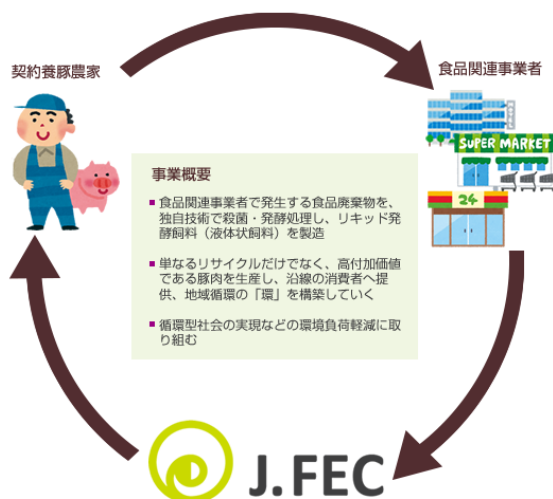 契約養豚農家
食品関連事業者
SUPER MARKET
24
事業概要
■ 食品関連事業者で発生する食品廃棄物を、
独自技術で殺菌・発酵処理し、リキッド発
酵飼料（液体状飼料）を製造
■ 単なるリサイクルだけでなく、高付加価値
である豚肉を生産し、沿線の消費者へ提
供、地域循環の「環」を構築していく
■ 循環型社会の実現などの環境負荷軽減に取
り組む
J.FEC